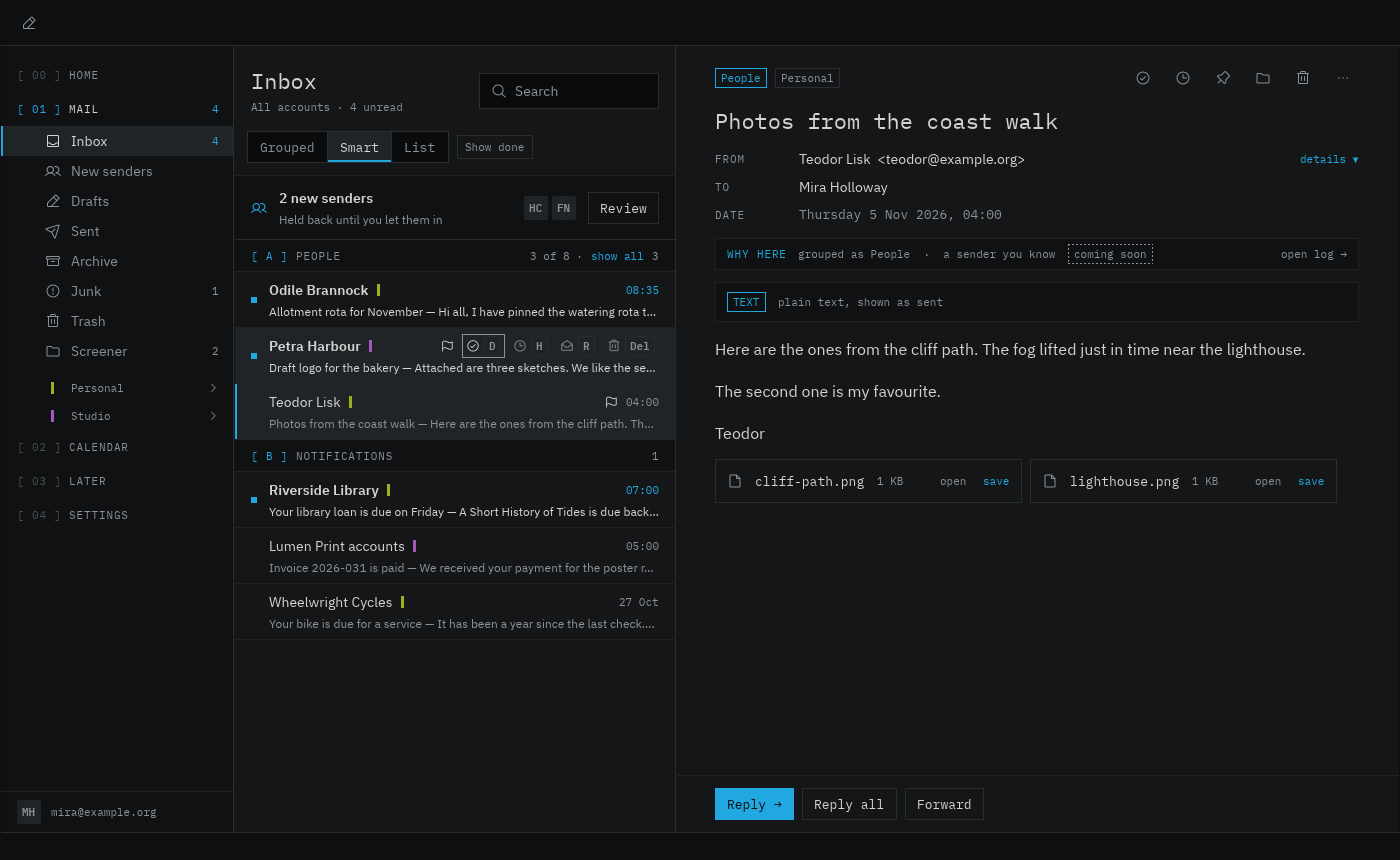 [ 00 ] HOME
[ 01 ] MAIL 4
Inbox 4
New senders
Drafts
Sent
Archive
Junk 1
Trash
Screener 2
Personal
Studio
[ 02 ] CALENDAR
[ 03 ] LATER
[ 04 ] SETTINGS
MH mira@example.org
Inbox
All accounts · 4 unread
Search
Grouped Smart List Show done
2 new senders
Held back until you let them in
HC FN Review
[ A ] PEOPLE 3 of 8 · show all 3
Odile Brannock 08:35
Allotment rota for November — Hi all, I have pinned the watering rota t…
Petra Harbour D H R Del
Draft logo for the bakery — Attached are three sketches. We like the se…
Teodor Lisk 04:00
Photos from the coast walk — Here are the ones from the cliff path. Th…
[ B ] NOTIFICATIONS 1
Riverside Library 07:00
Your library loan is due on Friday — A Short History of Tides is due back…
Lumen Print accounts 05:00
Invoice 2026-031 is paid — We received your payment for the poster r…
Wheelwright Cycles 27 Oct
Your bike is due for a service — It has been a year since the last check.…
People Personal
Photos from the coast walk
FROM Teodor Lisk <teodor@example.org> details ▾
TO Mira Holloway
DATE Thursday 5 Nov 2026, 04:00
WHY HERE grouped as People · a sender you know coming soon open log →
TEXT plain text, shown as sent
Here are the ones from the cliff path. The fog lifted just in time near the lighthouse.
The second one is my favourite.
Teodor
cliff-path.png 1 KB open save
lighthouse.png 1 KB open save
Reply → Reply all Forward